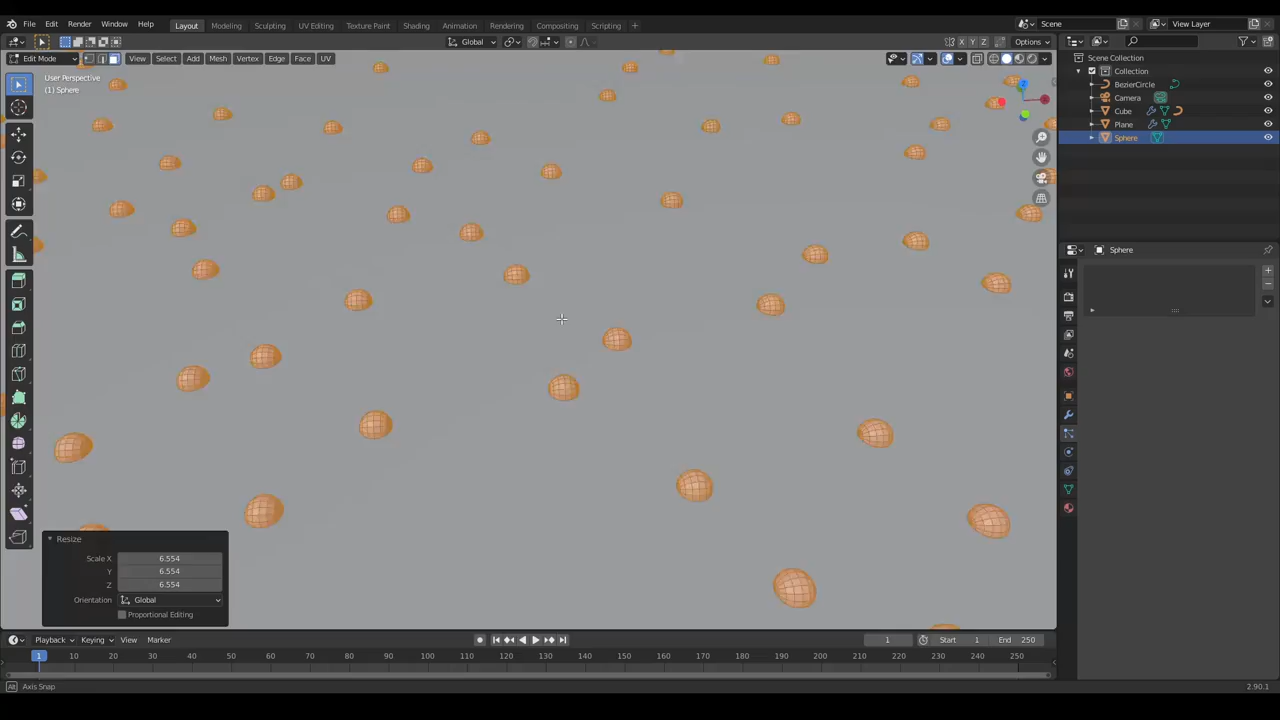 File Edit Render Window Help Layout Modeling Sculpting UV Editing Texture Paint Shading Animation Rendering Compositing Scripting + Scene View Layer
Global X Y Z Options
Edit Mode View Select Add Mesh Vertex Edge Face UV
User Perspective
(1) Sphere
Scene Collection
Collection
BezierCircle
Camera
Cube
Plane
Sphere
Sphere
Resize
Scale X 6.554
Y 6.554
Z 6.554
Orientation Global
Proportional Editing
Playback Keying View Marker 1 Start 1 End 250
1 10 20 30 40 50 60 70 80 90 100 110 120 130 140 150 160 170 180 190 200 210 220 230 240 250
Axis Snap 2.90.1